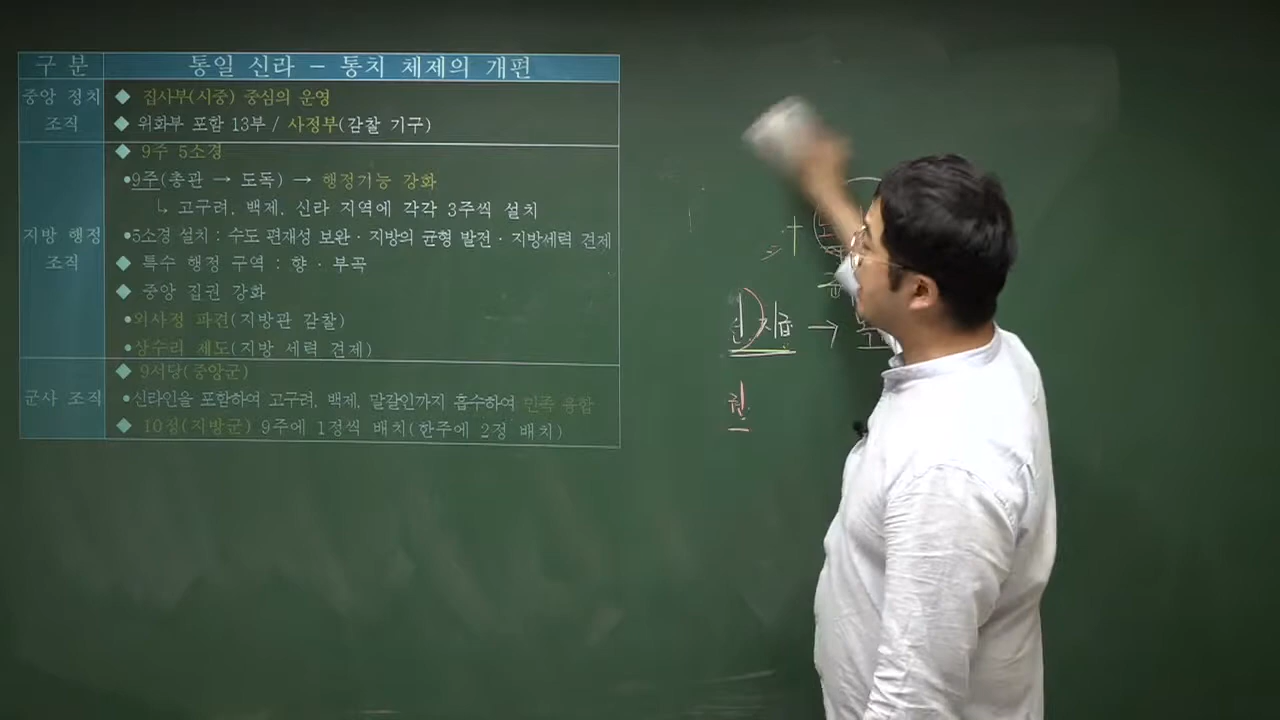 구 분 통일 신라 - 통치 체제의 개편
중앙 정치 조직
◆ 집사부(시중) 중심의 운영
◆ 위화부 포함 13부 / 사정부(감찰 기구)
지방 행정 조직
◆ 9주 5소경
•9주(총관 → 도독) → 행정기능 강화
↳ 고구려, 백제, 신라 지역에 각각 3주씩 설치
•5소경 설치 : 수도 편재성 보완 · 지방의 균형 발전 · 지방세력 견제
◆ 특수 행정 구역 : 향 · 부곡
◆ 중앙 집권 강화
•외사정 파견(지방관 감찰)
•상수리 제도(지방 세력 견제)
군사 조직
◆ 9서당(중앙군)
•신라인을 포함하여 고구려, 백제, 말갈인까지 흡수하여 민족 융합
◆ 10정(지방군) 9주에 1정씩 배치(한주에 2정 배치)
+
→